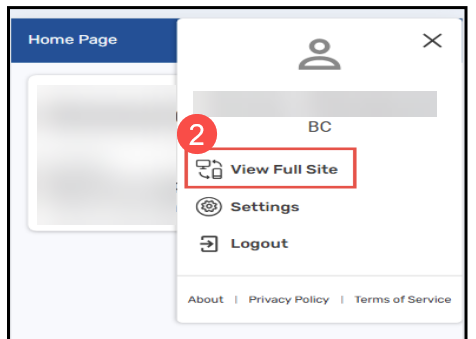 Home Page
BC
2
View Full Site
Settings
Logout
About | Privacy Policy | Terms of Service